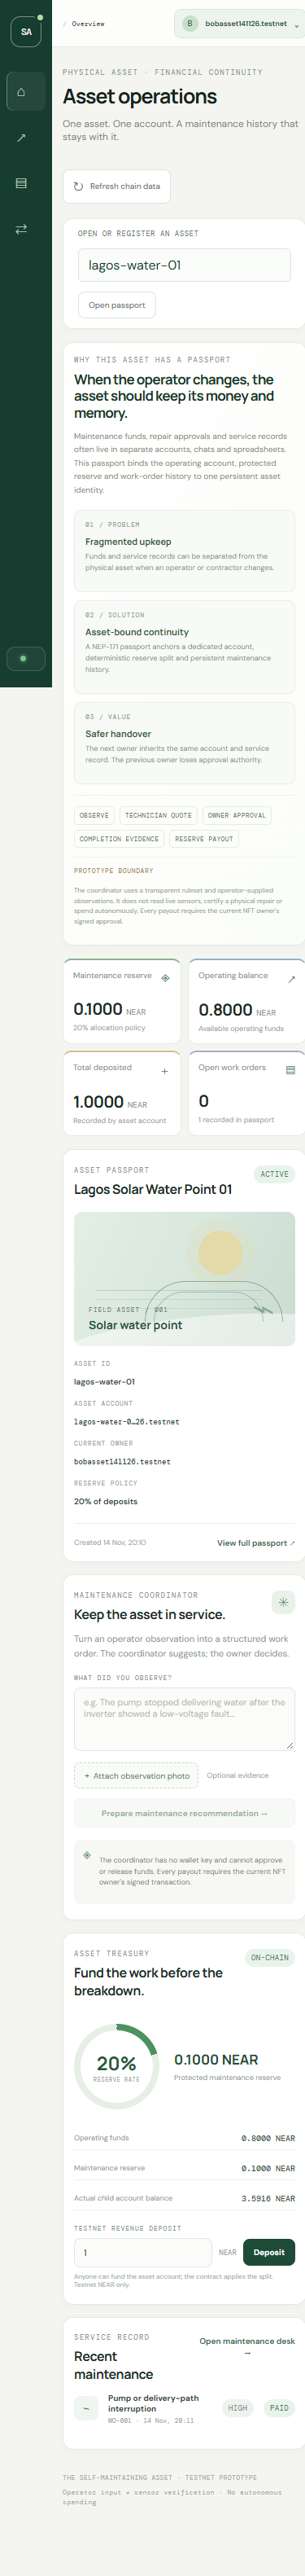 SA
/ Overview
B bobasset141126.testnet
PHYSICAL ASSET · FINANCIAL CONTINUITY
Asset operations
One asset. One account. A maintenance history that
stays with it.
Refresh chain data
OPEN OR REGISTER AN ASSET
lagos-water-01
Open passport
WHY THIS ASSET HAS A PASSPORT
When the operator changes, the
asset should keep its money and
memory.
Maintenance funds, repair approvals and service records
often live in separate accounts, chats and spreadsheets.
This passport binds the operating account, protected
reserve and work-order history to one persistent asset
identity.
01 / PROBLEM
Fragmented upkeep
Funds and service records can be separated from the
physical asset when an operator or contractor changes.
02 / SOLUTION
Asset-bound continuity
A NEP-171 passport anchors a dedicated account,
deterministic reserve split and persistent maintenance
history.
03 / VALUE
Safer handover
The next owner inherits the same account and service
record. The previous owner loses approval authority.
OBSERVE TECHNICIAN QUOTE OWNER APPROVAL
COMPLETION EVIDENCE RESERVE PAYOUT
PROTOTYPE BOUNDARY
The coordinator uses a transparent ruleset and operator-supplied
observations. It does not read live sensors, certify a physical repair or
spend autonomously. Every payout requires the current NFT owner's
signed approval.
Maintenance reserve
0.1000 NEAR
20% allocation policy
Operating balance
0.8000 NEAR
Available operating funds
Total deposited
1.0000 NEAR
Recorded by asset account
Open work orders
0
1 recorded in passport
ASSET PASSPORT
ACTIVE
Lagos Solar Water Point 01
FIELD ASSET / 001
Solar water point
ASSET ID
lagos-water-01
ASSET ACCOUNT
lagos-water-0…26.testnet
CURRENT OWNER
bobasset141126.testnet
RESERVE POLICY
20% of deposits
Created 14 Nov, 20:10
View full passport ↗
MAINTENANCE COORDINATOR
Keep the asset in service.
Turn an operator observation into a structured work
order. The coordinator suggests; the owner decides.
WHAT DID YOU OBSERVE?
e.g. The pump stopped delivering water after the
inverter showed a low-voltage fault…
+ Attach observation photo Optional evidence
Prepare maintenance recommendation →
The coordinator has no wallet key and cannot approve
or release funds. Every payout requires the current NFT
owner's signed transaction.
ASSET TREASURY
ON-CHAIN
Fund the work before the
breakdown.
20%
RESERVE RATE
0.1000 NEAR
Protected maintenance reserve
Operating funds 0.8000 NEAR
Maintenance reserve 0.1000 NEAR
Actual child account balance 3.5916 NEAR
TESTNET REVENUE DEPOSIT
1 NEAR Deposit
Anyone can fund the asset account; the contract applies the split.
Testnet NEAR only.
SERVICE RECORD
Recent
maintenance
Open maintenance desk
→
Pump or delivery-path
interruption
WO-001 · 14 Nov, 20:11
HIGH PAID
THE SELF-MAINTAINING ASSET · TESTNET PROTOTYPE
Operator input ≠ sensor verification · No autonomous
spending